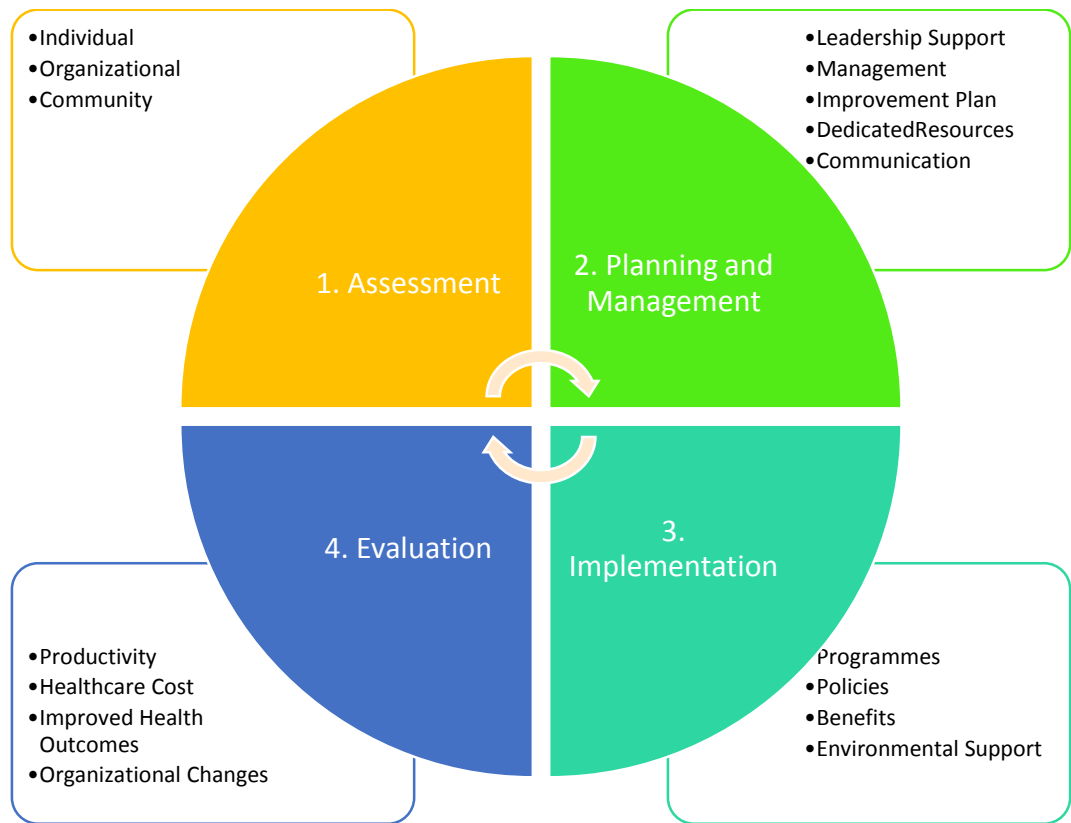 •Individual
•Organizational
•Community
•Leadership Support
•Management
•Improvement Plan
•DedicatedResources
•Communication
1. Assessment
2. Planning and
Management
3.
Implementation
4. Evaluation
•Productivity
•Healthcare Cost
•Improved Health
Outcomes
•Organizational Changes
Programmes
•Policies
•Benefits
•Environmental Support